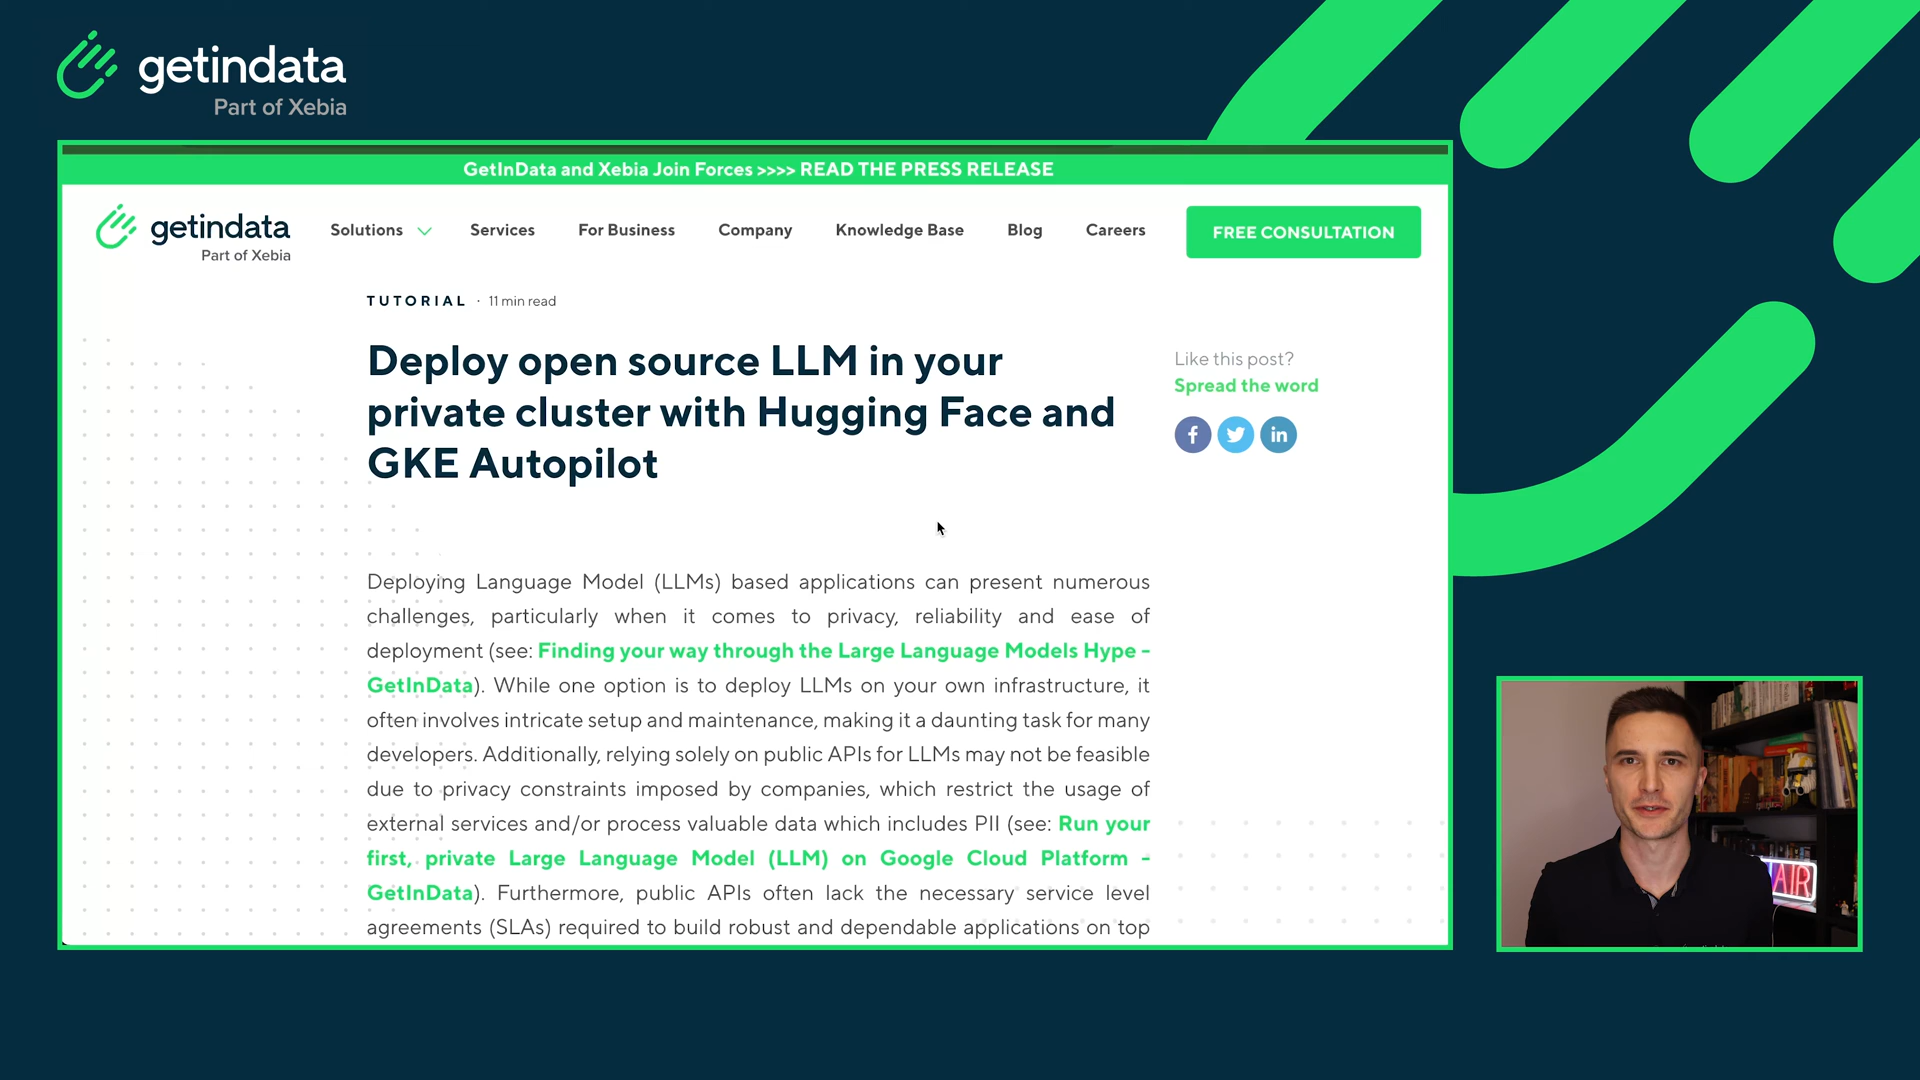 getindata
Part of Xebia
GetInData and Xebia Join Forces >>>> READ THE PRESS RELEASE
getindata
Part of Xebia
Solutions
Services
For Business
Company
Knowledge Base
Blog
Careers
FREE CONSULTATION
TUTORIAL · 11 min read
Deploy open source LLM in your
private cluster with Hugging Face and
GKE Autopilot
Like this post?
Spread the word
Deploying Language Model (LLMs) based applications can present numerous
challenges, particularly when it comes to privacy, reliability and ease of
deployment (see: Finding your way through the Large Language Models Hype -
GetInData). While one option is to deploy LLMs on your own infrastructure, it
often involves intricate setup and maintenance, making it a daunting task for many
developers. Additionally, relying solely on public APIs for LLMs may not be feasible
due to privacy constraints imposed by companies, which restrict the usage of
external services and/or process valuable data which includes PII (see: Run your
first, private Large Language Model (LLM) on Google Cloud Platform -
GetInData). Furthermore, public APIs often lack the necessary service level
agreements (SLAs) required to build robust and dependable applications on top
AIR